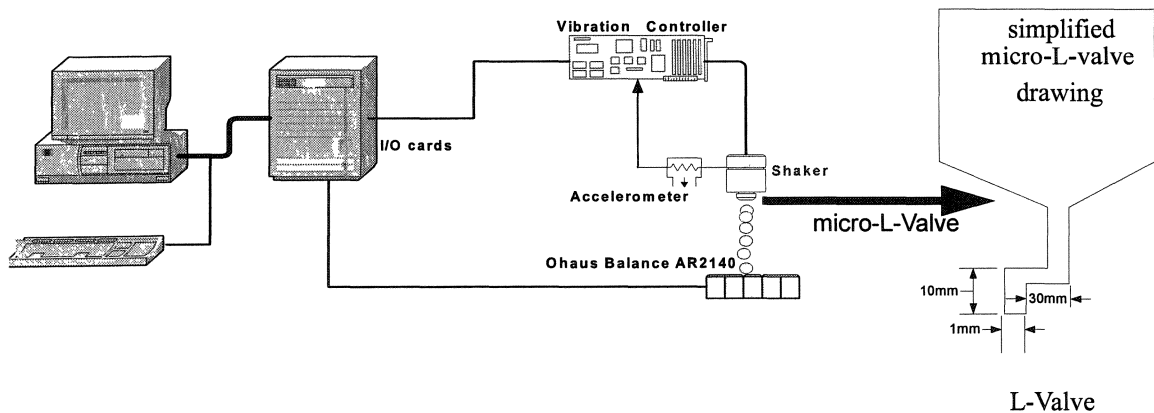 Vibration Controller
simplified
micro-L-valve
drawing
I/O cards
Shaker
Accelerometer
micro-L-Valve
Ohaus Balance AR2140
10mm
30mm
1mm
L-Valve